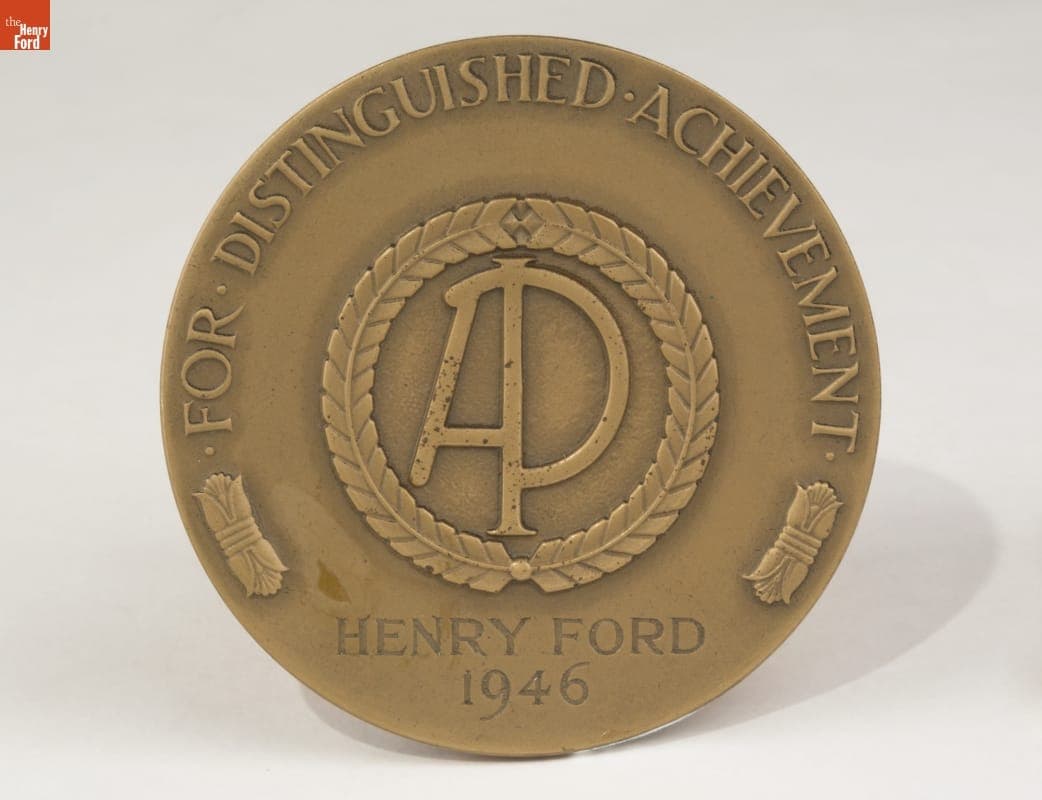 the
Henry
Ford
· FOR · DISTINGUISHED · ACHIEVEMENT ·
AP
HENRY FORD
1946